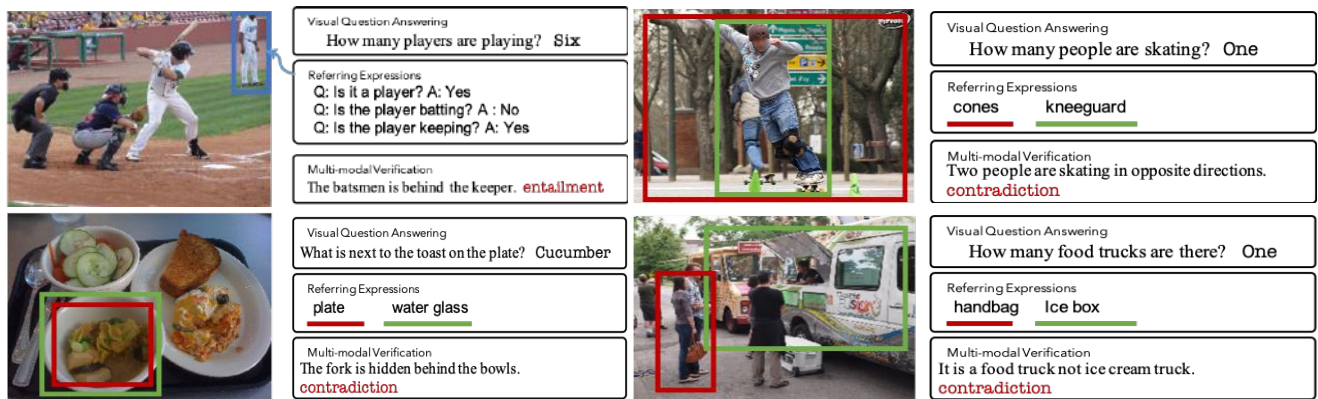 Visual Question Answering
How many players are playing? Six
Referring Expressions
Q: Is it a player? A: Yes
Q: Is the player batting? A : No
Q: Is the player keeping? A: Yes
Multi-modal Verification
The batsmen is behind the keeper. entailment
Visual Question Answering
How many people are skating? One
Referring Expressions
cones kneeguard
Multi-modal Verification
Two people are skating in opposite directions.
contradiction
Visual Question Answering
What is next to the toast on the plate? Cucumber
Referring Expressions
plate water glass
Multi-modal Verification
The fork is hidden behind the bowls.
contradiction
Visual Question Answering
How many food trucks are there? One
Referring Expressions
handbag Ice box
Multi-modal Verification
It is a food truck not ice cream truck.
contradiction